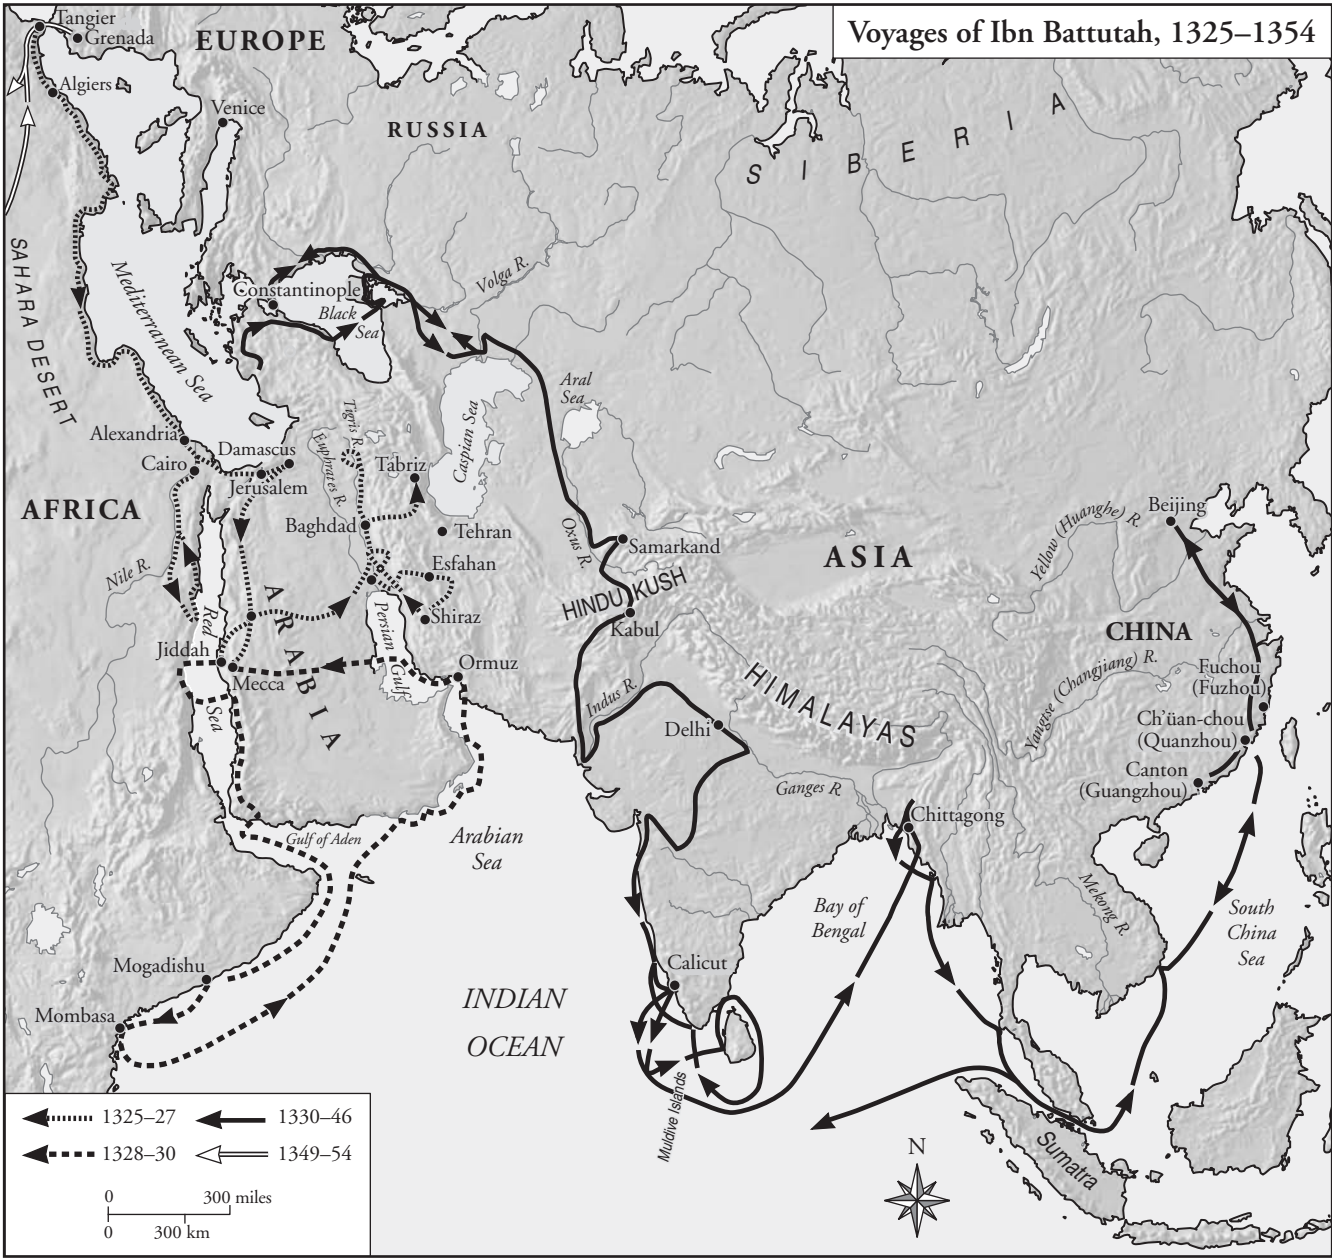 Voyages of Ibn Battutah, 1325–1354
Tangier
Grenada
EUROPE
Algiers
Venice
RUSSIA
SIBERIA
SAHARA DESERT
Mediterranean Sea
Constantinople
Black
Sea
Volga R.
Aral
Sea
Caspian Sea
Tigris R.
Euphrates R.
Alexandria
Damascus
Cairo
Jerusalem
Tabriz
AFRICA
Baghdad
Tehran
Oxus R.
Samarkand
ASIA
Beijing
Yellow (Huanghe) R.
Nile R.
Esfahan
HINDU KUSH
Shiraz
Kabul
ARABIA
Red
Sea
Persian
Gulf
CHINA
Jiddah
Mecca
Ormuz
Indus R.
HIMALAYAS
Yangtse (Changjiang) R.
Fuchou
(Fuzhou)
Delhi
Ch'üan-chou
(Quanzhou)
Canton
(Guangzhou)
Ganges R
Chittagong
Gulf of Aden
Arabian
Sea
Mekong R.
Bay of
Bengal
South
China
Sea
Mogadishu
Calicut
Mombasa
INDIAN
OCEAN
Muldive Islands
Sumatra
N
1325–27
1330–46
1328–30
1349–54
0 300 miles
0 300 km